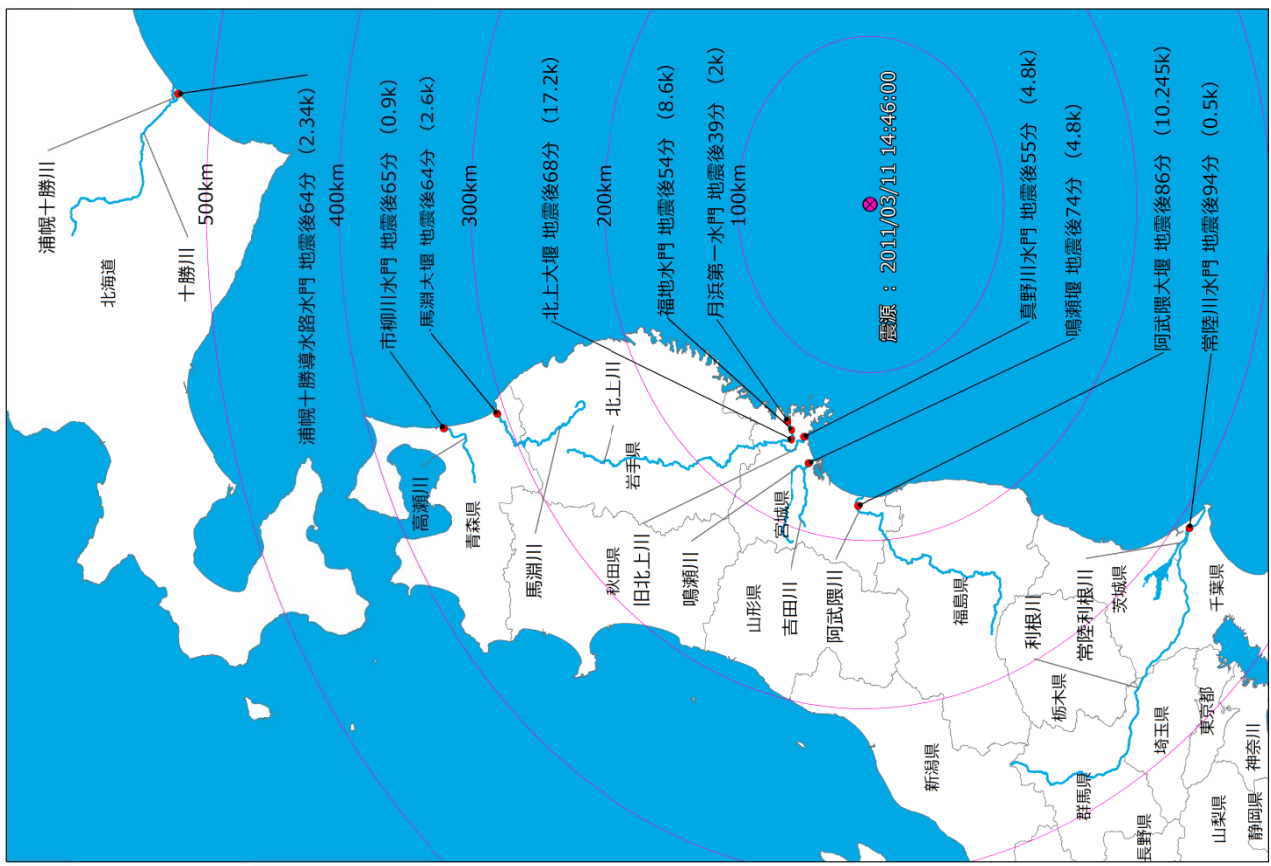 浦幌十勝川
北海道
十勝川
500km
浦幌十勝導水路水門 地震後64分 (2.34k)
400km
市柳川水門 地震後65分 (0.9k)
高瀬川
馬淵大堰 地震後64分 (2.6k)
青森県
300km
馬淵川
北上大堰 地震後68分 (17.2k)
北上川
岩手県
秋田県
200km
旧北上川
福地水門 地震後54分 (8.6k)
鳴瀬川
月浜第一水門 地震後39分 (2k)
山形県
100km
宮城県
吉田川
阿武隈川
震源 : 2011/03/11 14:46:00
新潟県
福島県
真野川水門 地震後55分 (4.8k)
利根川
鳴瀬堰 地震後74分 (4.8k)
栃木県
常陸利根川
群馬県
茨城県
阿武隈大堰 地震後86分 (10.245k)
長野県
埼玉県
常陸川水門 地震後94分 (0.5k)
東京都
千葉県
山梨県
神奈川
静岡県